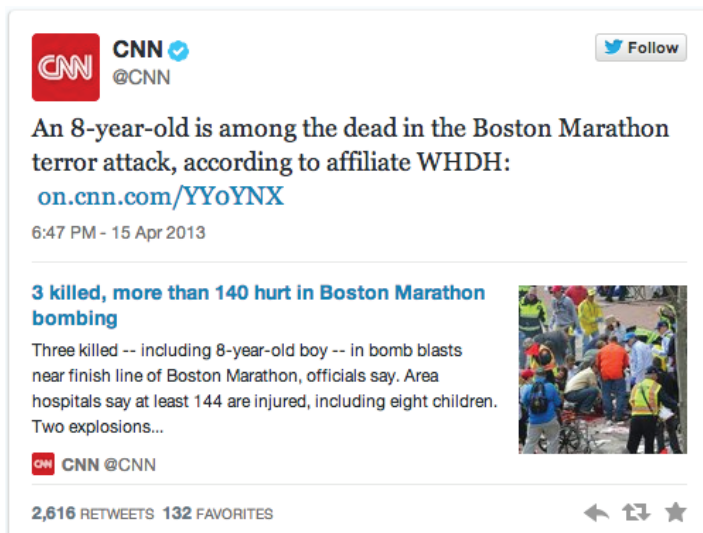 CNN
CNN
@CNN
Follow
An 8-year-old is among the dead in the Boston Marathon
terror attack, according to affiliate WHDH:
on.cnn.com/YY0YNX
6:47 PM - 15 Apr 2013
3 killed, more than 140 hurt in Boston Marathon
bombing
Three killed -- including 8-year-old boy -- in bomb blasts
near finish line of Boston Marathon, officials say. Area
hospitals say at least 144 are injured, including eight children.
Two explosions...
CNN CNN @CNN
2,616 RETWEETS 132 FAVORITES